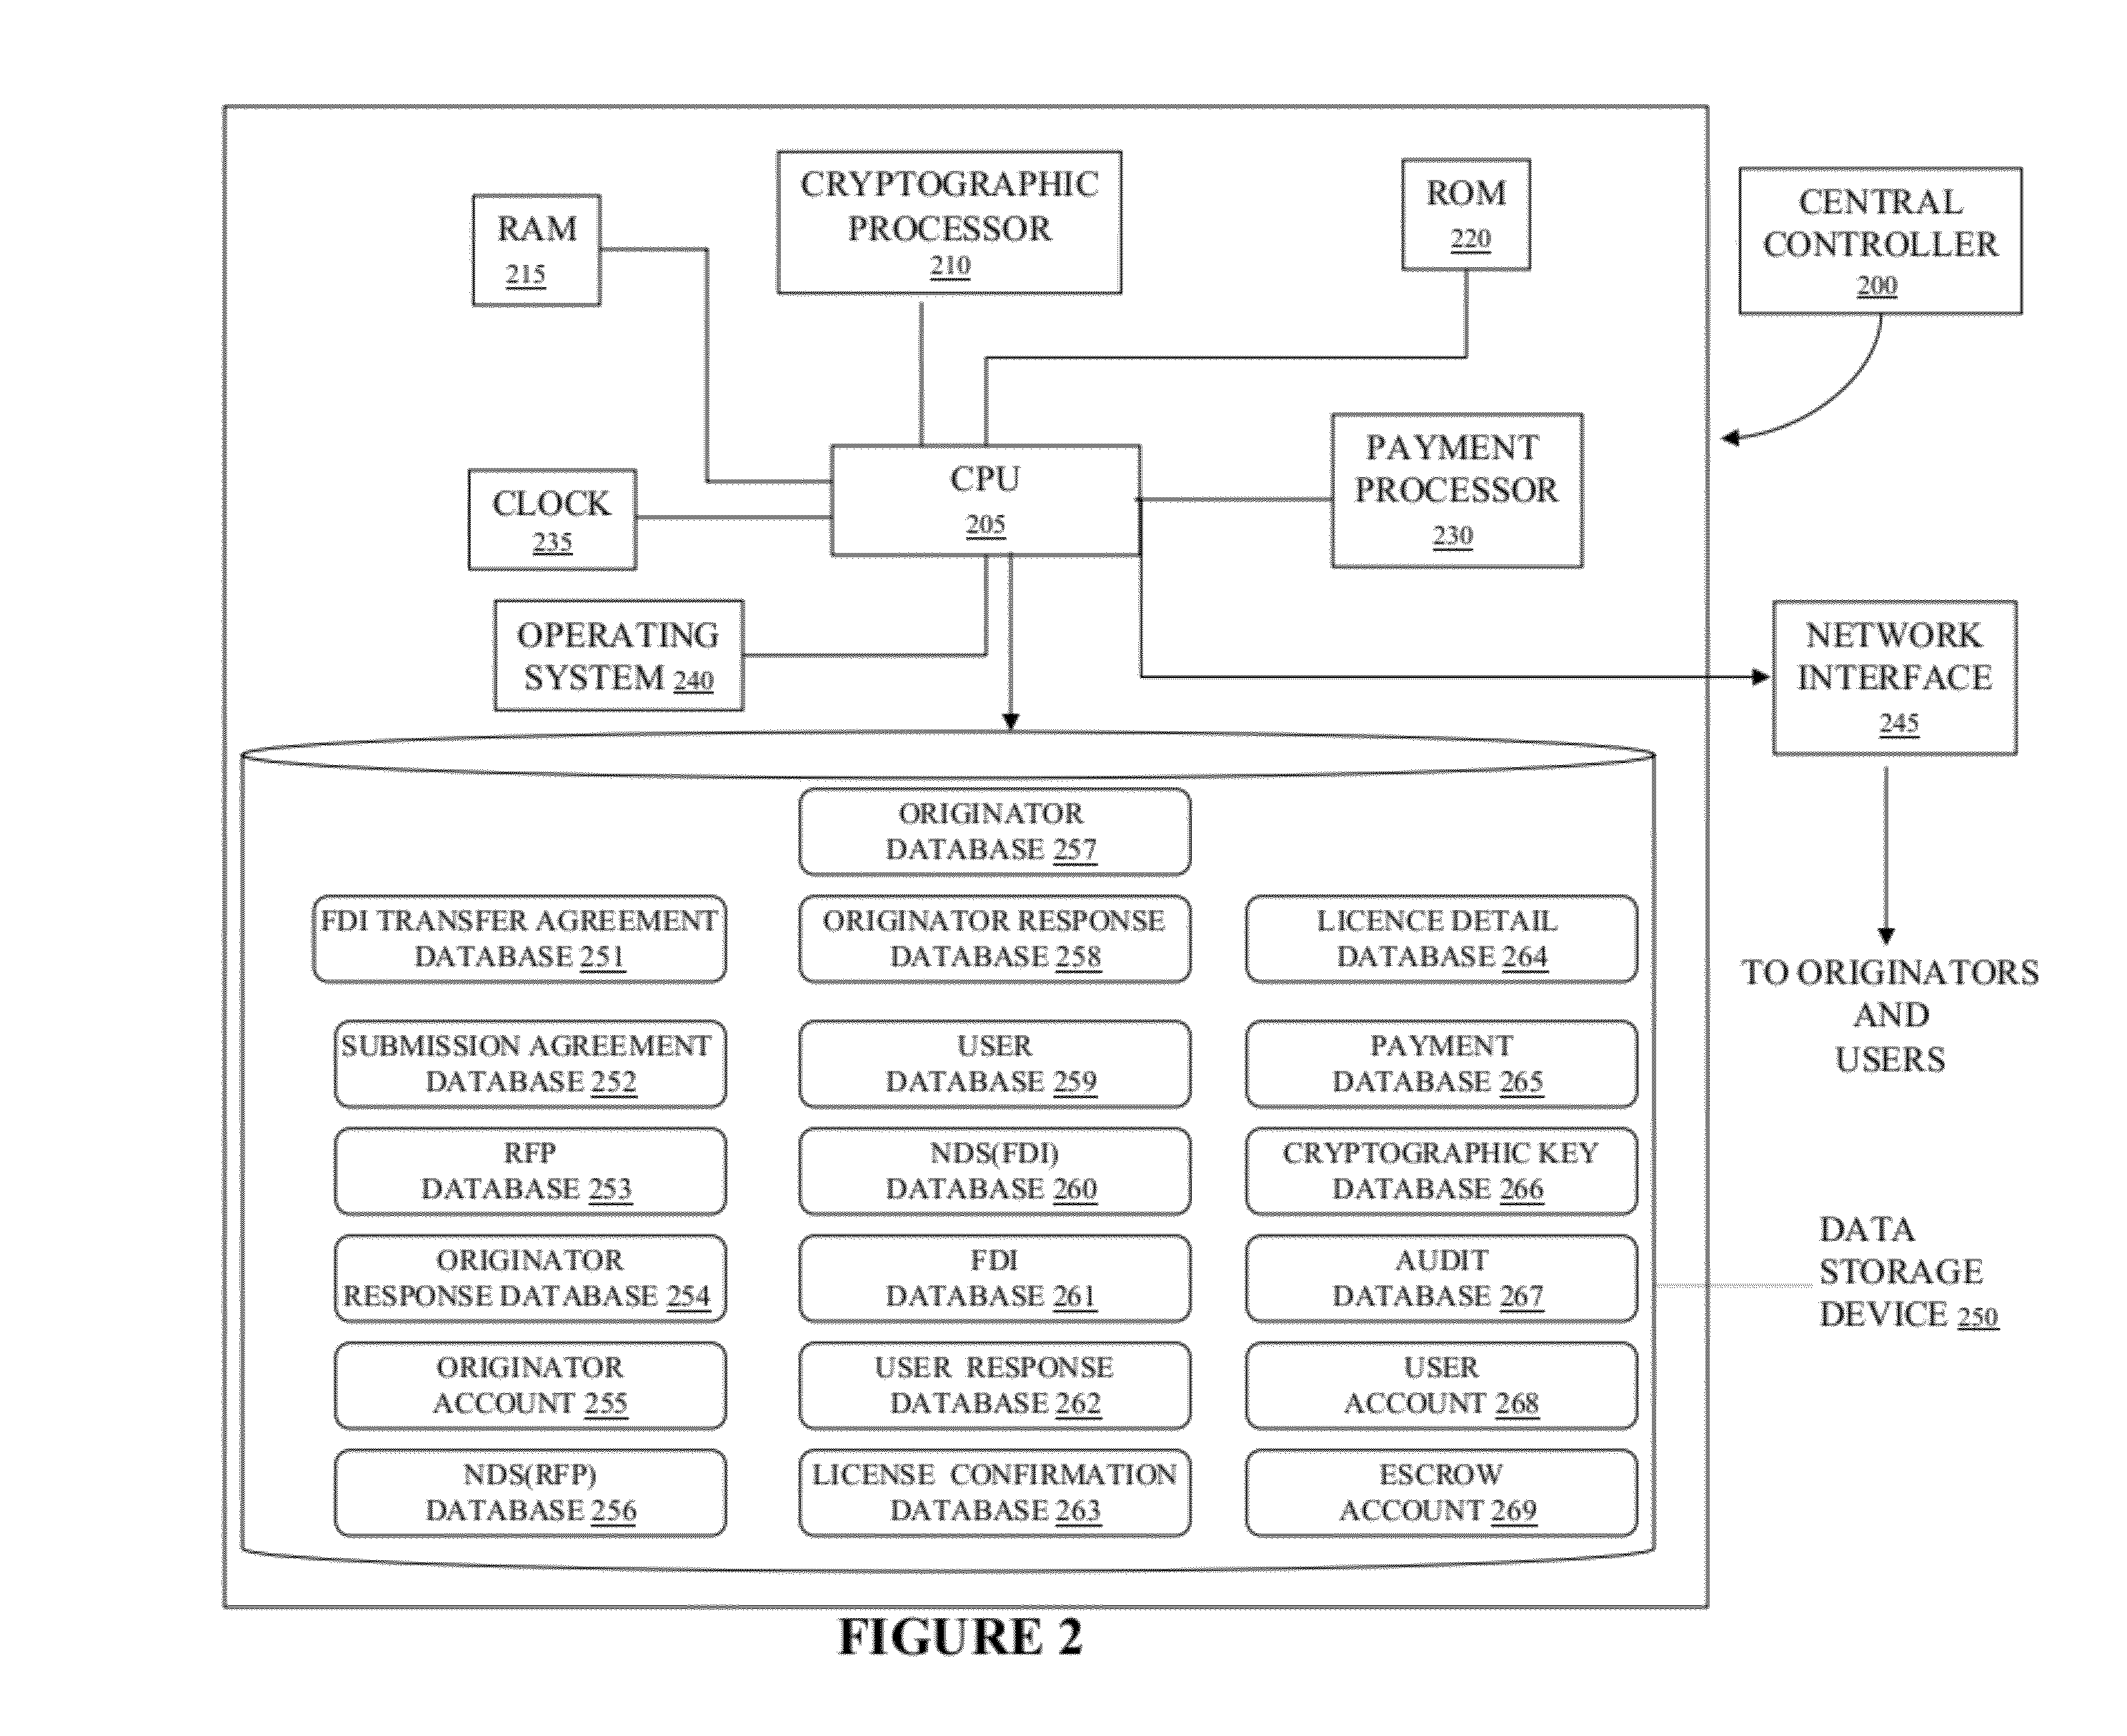 CRYPTOGRAPHIC
PROCESSOR
210
RAM
215
ROM
220
CENTRAL
CONTROLLER
200
CPU
205
PAYMENT
PROCESSOR
230
CLOCK
235
OPERATING
SYSTEM 240
NETWORK
INTERFACE
245
TO ORIGINATORS
AND
USERS
ORIGINATOR
DATABASE 257
FDI TRANSFER AGREEMENT
DATABASE 251
ORIGINATOR RESPONSE
DATABASE 258
LICENCE DETAIL
DATABASE 264
SUBMISSION AGREEMENT
DATABASE 252
USER
DATABASE 259
PAYMENT
DATABASE 265
RFP
DATABASE 253
NDS(FDI)
DATABASE 260
CRYPTOGRAPHIC KEY
DATABASE 266
ORIGINATOR
RESPONSE DATABASE 254
FDI
DATABASE 261
AUDIT
DATABASE 267
DATA
STORAGE
DEVICE 250
ORIGINATOR
ACCOUNT 255
USER RESPONSE
DATABASE 262
USER
ACCOUNT 268
NDS(RFP)
DATABASE 256
LICENSE CONFIRMATION
DATABASE 263
ESCROW
ACCOUNT 269
FIGURE 2